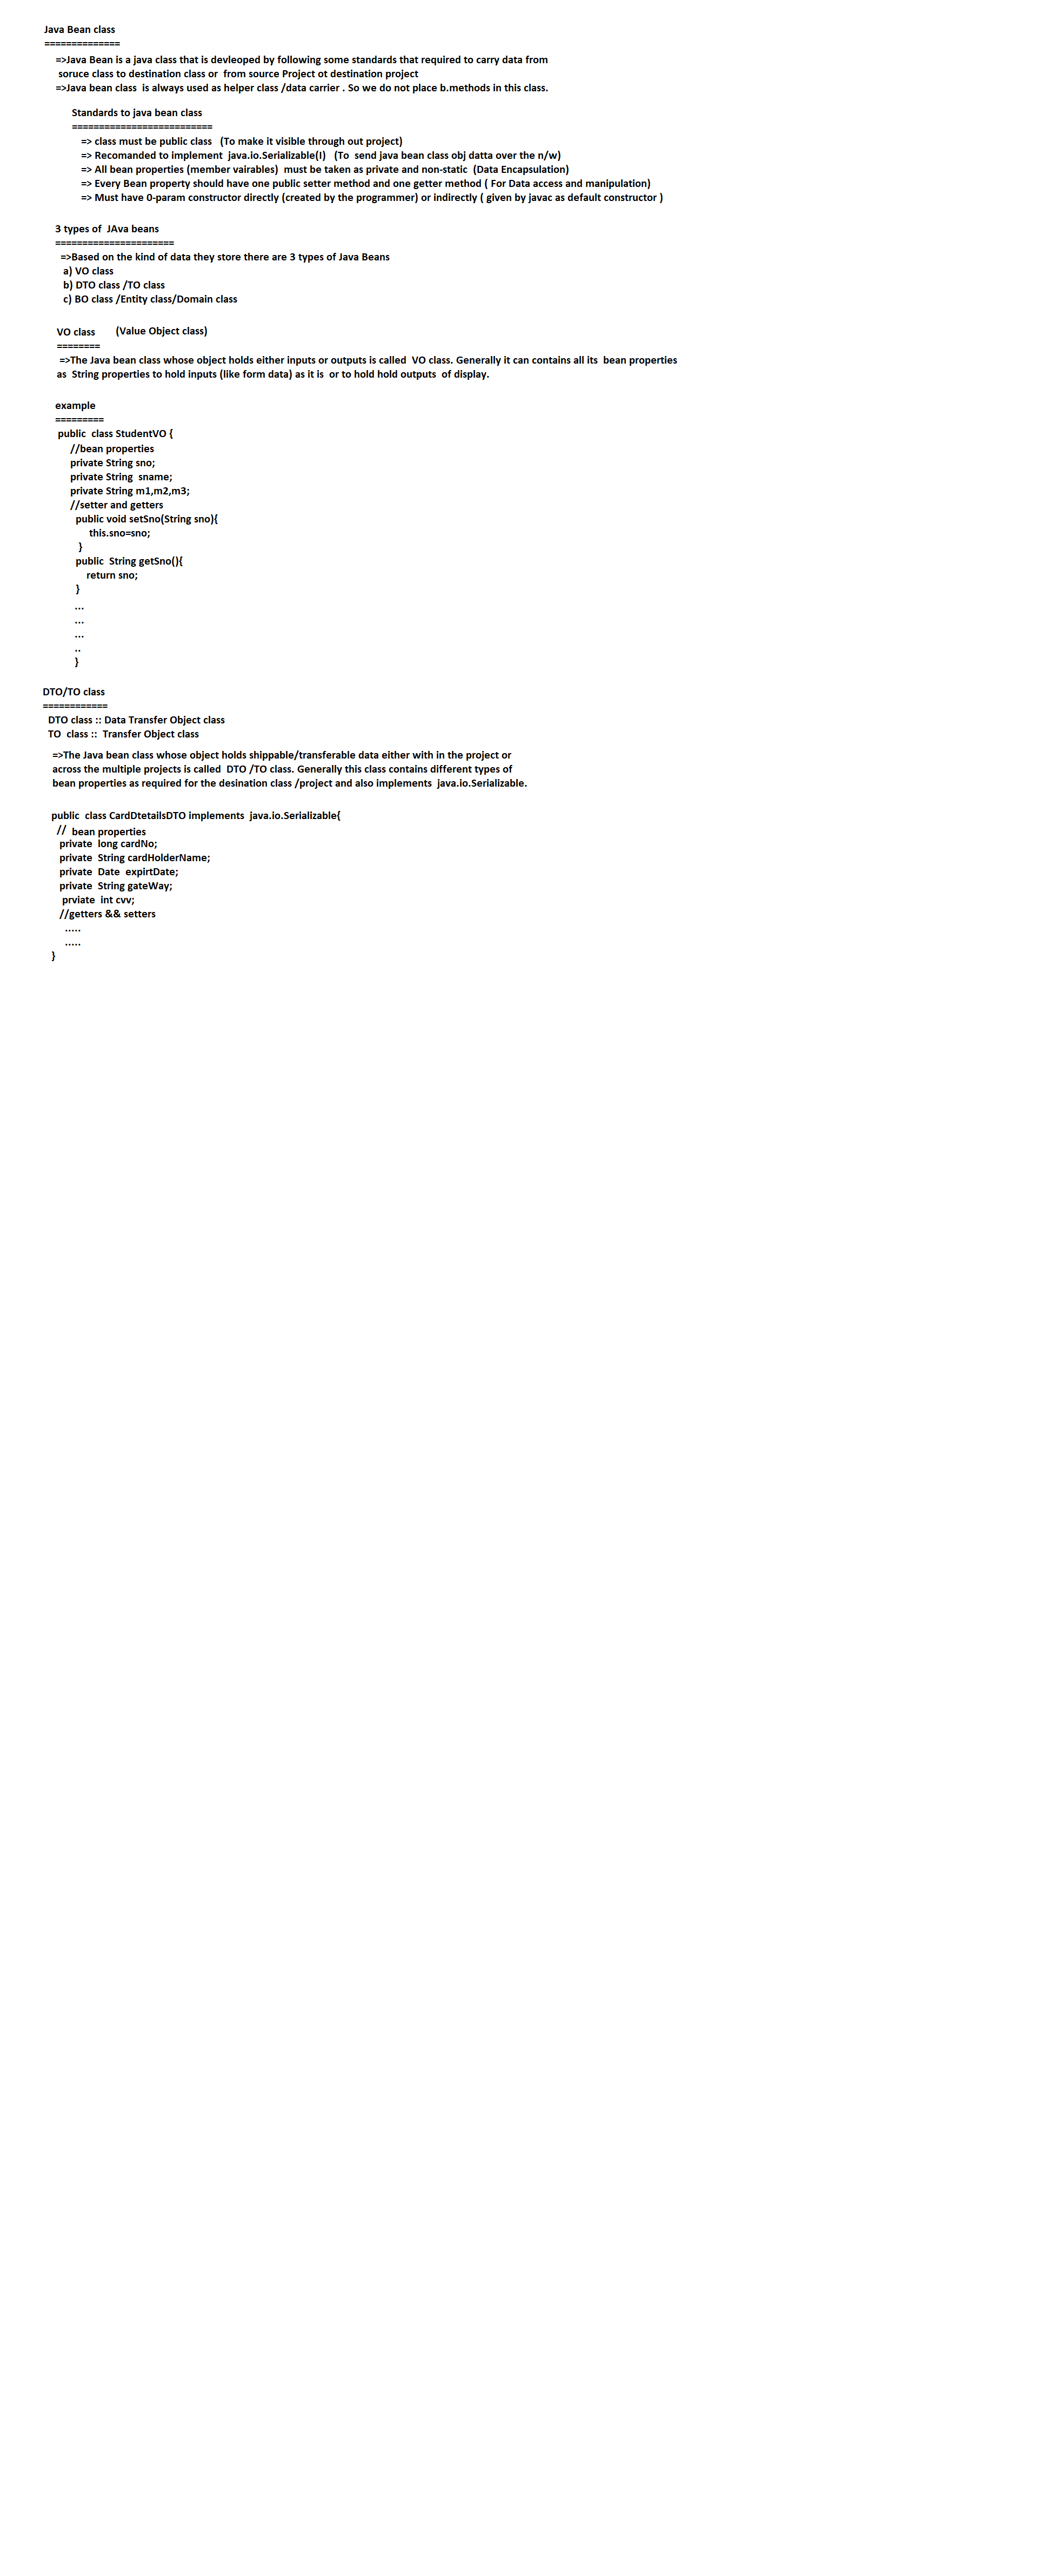 Java Bean class
==============
=>Java Bean is a java class that is devleoped by following some standards that required to carry data from
soruce class to destination class or from source Project ot destination project
=>Java bean class is always used as helper class /data carrier . So we do not place b.methods in this class.
Standards to java bean class
==========================
=> class must be public class (To make it visible through out project)
=> Recomanded to implement java.io.Serializable(I) (To send java bean class obj datta over the n/w)
=> All bean properties (member vairables) must be taken as private and non-static (Data Encapsulation)
=> Every Bean property should have one public setter method and one getter method ( For Data access and manipulation)
=> Must have 0-param constructor directly (created by the programmer) or indirectly ( given by javac as default constructor )
3 types of JAva beans
======================
=>Based on the kind of data they store there are 3 types of Java Beans
a) VO class
b) DTO class /TO class
c) BO class /Entity class/Domain class
VO class (Value Object class)
========
=>The Java bean class whose object holds either inputs or outputs is called VO class. Generally it can contains all its bean properties
as String properties to hold inputs (like form data) as it is or to hold hold outputs of display.
example
=========
public class StudentVO {
//bean properties
private String sno;
private String sname;
private String m1,m2,m3;
//setter and getters
public void setSno(String sno){
this.sno=sno;
}
public String getSno(){
return sno;
}
...
...
...
..
}
DTO/TO class
============
DTO class :: Data Transfer Object class
TO class :: Transfer Object class
=>The Java bean class whose object holds shippable/transferable data either with in the project or
across the multiple projects is called DTO /TO class. Generally this class contains different types of
bean properties as required for the desination class /project and also implements java.io.Serializable.
public class CardDtetailsDTO implements java.io.Serializable{
// bean properties
private long cardNo;
private String cardHolderName;
private Date expirtDate;
private String gateWay;
prviate int cvv;
//getters && setters
.....
.....
}